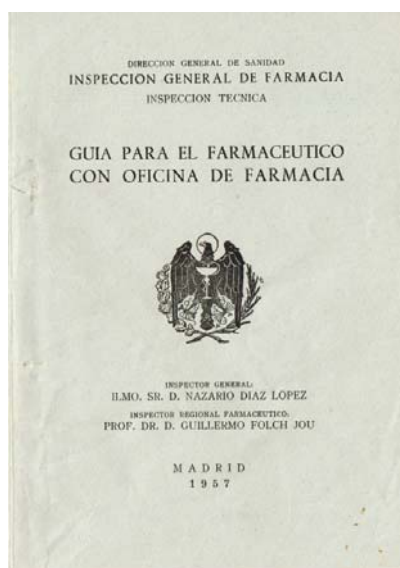 DIRECCION GENERAL DE SANIDAD
INSPECCION GENERAL DE FARMACIA
INSPECCION TECNICA
GUIA PARA EL FARMACEUTICO
CON OFICINA DE FARMACIA
INSPECTOR GENERAL:
ILMO. SR. D. NAZARIO DIAZ LOPEZ
INSPECTOR REGIONAL FARMACEUTICO:
PROF. DR. D. GUILLERMO FOLCH JOU
MADRID
1957